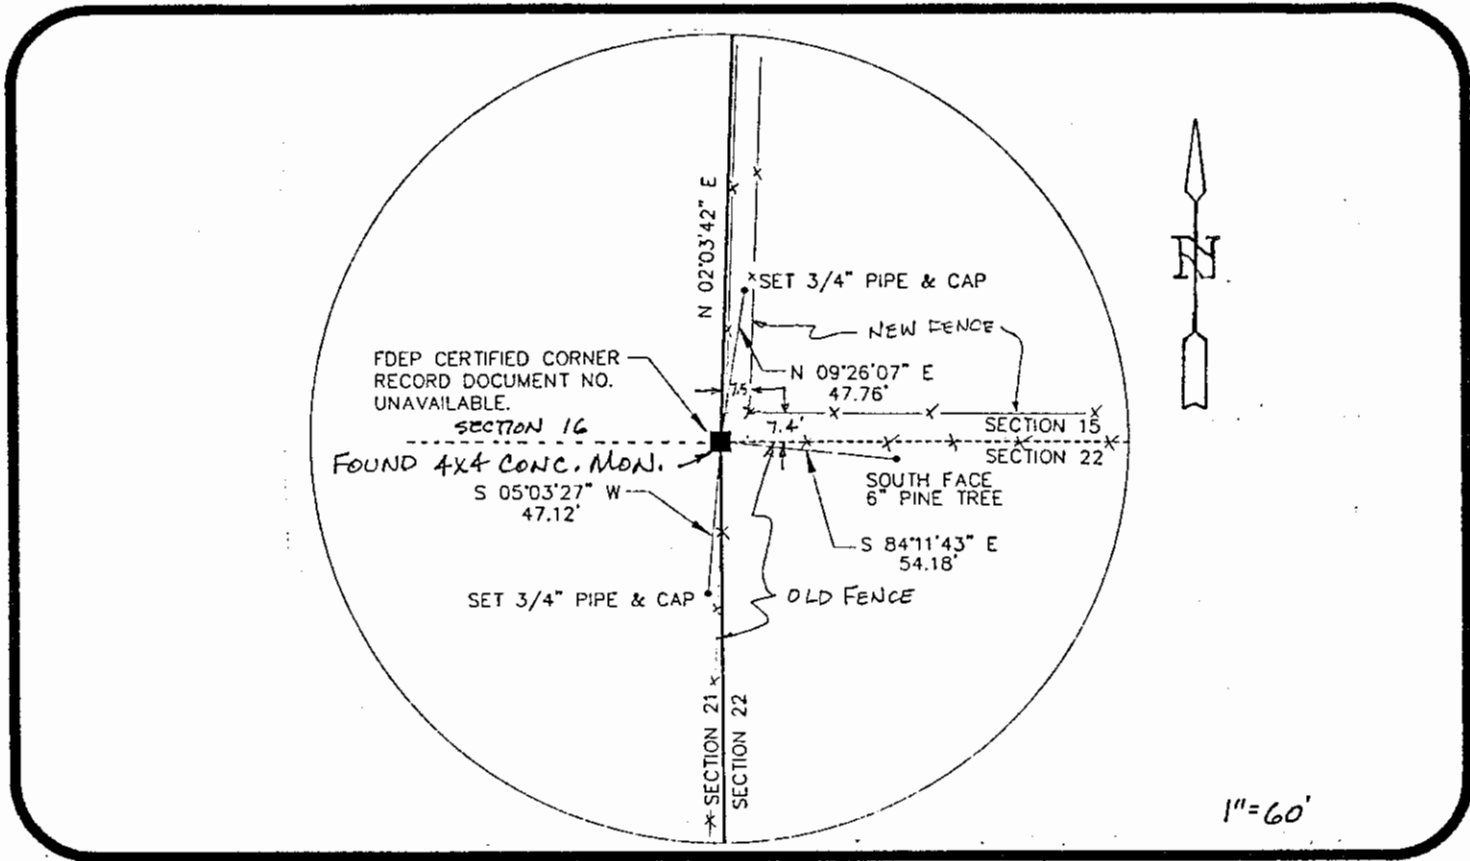 N 02°03'42" E
N
SET 3/4" PIPE & CAP
NEW FENCE
FDEP CERTIFIED CORNER
RECORD DOCUMENT NO.
UNAVAILABLE.
N 09°26'07" E
47.76'
7.5
7.4'
SECTION 16
SECTION 15
SECTION 22
FOUND 4X4 CONC. MON.
SOUTH FACE
6" PINE TREE
S 05°03'27" W
47.12'
S 84°11'43" E
54.18'
SET 3/4" PIPE & CAP
OLD FENCE
SECTION 21
SECTION 22
1"=60'